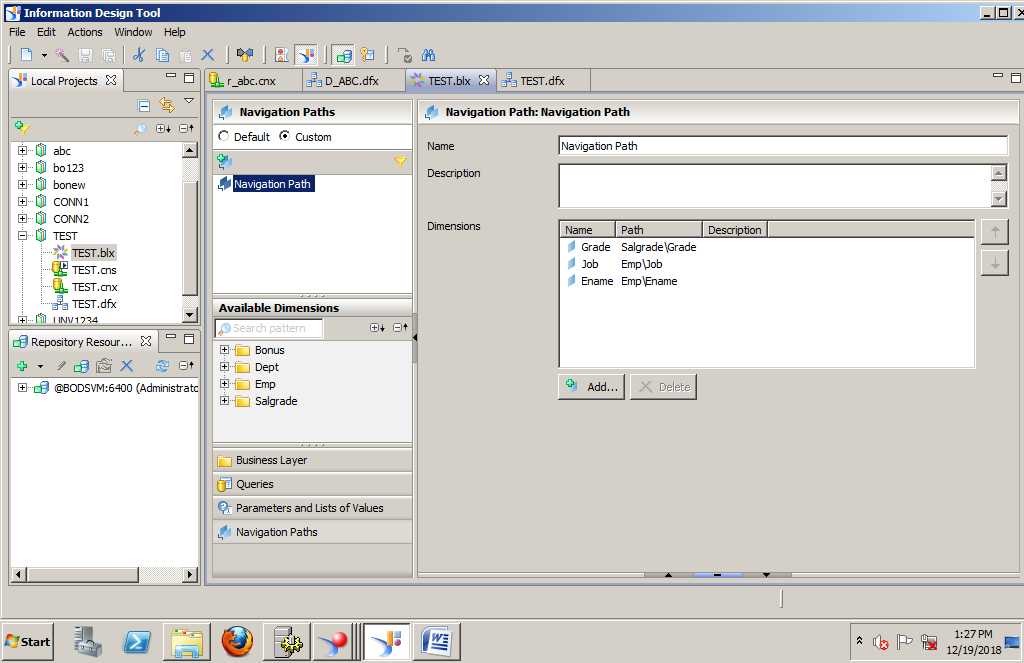 Information Design Tool
File Edit Actions Window Help
Local Projects
r_abc.cnx
D_ABC.dfx
TEST.blx
TEST.dfx
abc
bo123
bonew
CONN1
CONN2
TEST
TEST.blx
TEST.cns
TEST.cnx
TEST.dfx
UNV1234
Repository Resour...
@BODSVM:6400 (Administrato
Navigation Paths
Default Custom
Navigation Path
Available Dimensions
Search pattern
Bonus
Dept
Emp
Salgrade
Business Layer
Queries
Parameters and Lists of Values
Navigation Paths
Navigation Path: Navigation Path
Name Navigation Path
Description
Dimensions
Name Path Description
Grade Salgrade\Grade
Job Emp\Job
Ename Emp\Ename
Add... Delete
Start
1:27 PM
12/19/2018